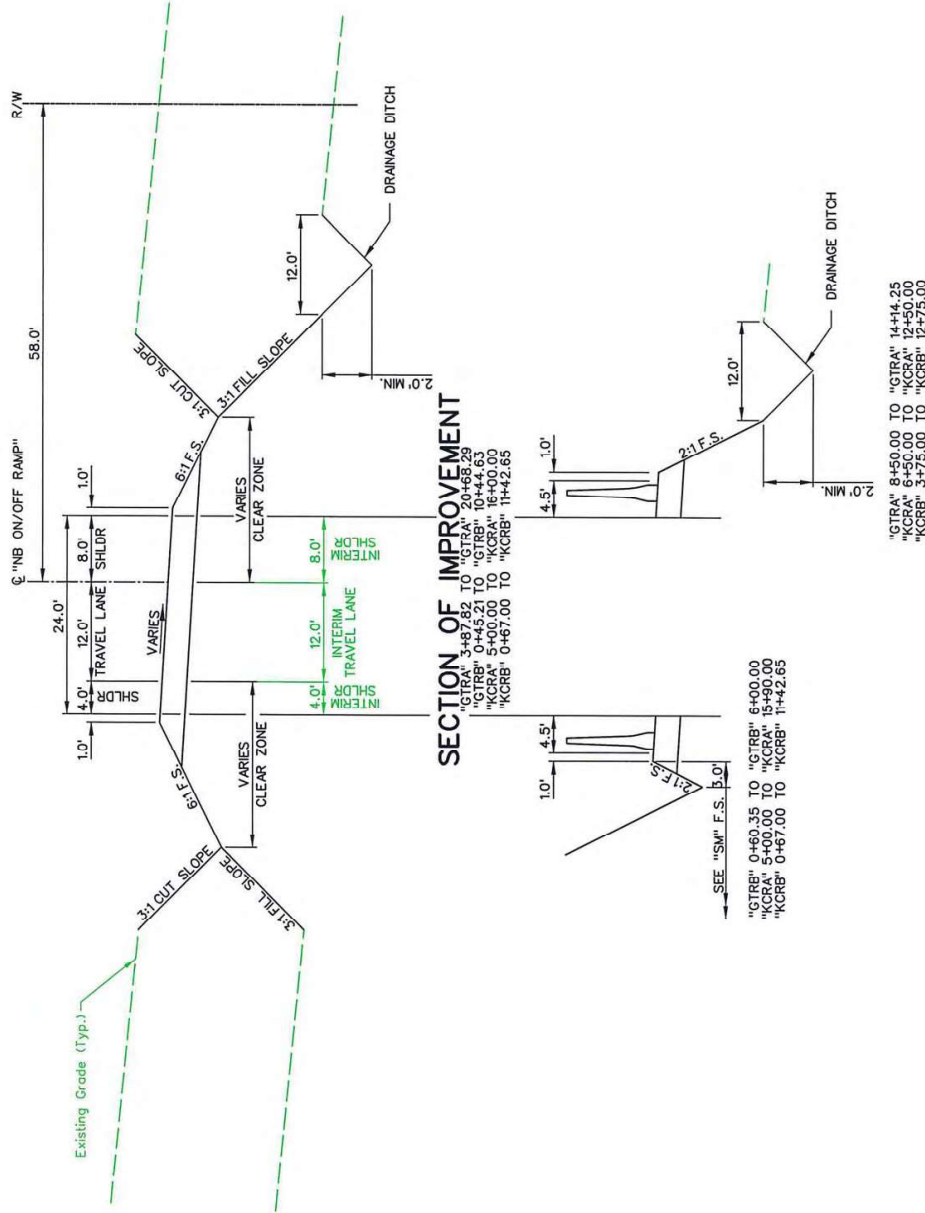 R/W
58.0'
℄ "NB ON/OFF RAMP"
24.0'
1.0'
4.0'
SHLDR
12.0'
TRAVEL LANE
8.0'
SHLDR
1.0'
VARIES
Existing Grade (Typ.)
3:1 CUT SLOPE
3:1 FILL SLOPE
6:1 F.S.
6:1 F.S.
3:1 CUT SLOPE
3:1 FILL SLOPE
12.0'
DRAINAGE DITCH
2.0' MIN.
VARIES
CLEAR ZONE
VARIES
CLEAR ZONE
4.0'
INTERIM
SHLDR
12.0'
INTERIM
TRAVEL LANE
8.0'
INTERIM
SHLDR
SECTION OF IMPROVEMENT
"GTRA" 3+87.82 TO "GTRA" 20+68.29
"GTRB" 0+45.21 TO "GTRB" 10+44.63
"KCRA" 5+00.00 TO "KCRA" 16+00.00
"KCRB" 0+67.00 TO "KCRB" 11+42.65
1.0'
4.5'
2:1 F.S.
3.0'
SEE "SM" F.S.
"GTRB" 0+60.35 TO "GTRB" 6+00.00
"KCRA" 5+00.00 TO "KCRA" 15+90.00
"KCRB" 0+67.00 TO "KCRB" 11+42.65
4.5'
1.0'
2:1 F.S.
12.0'
DRAINAGE DITCH
2.0' MIN.
"GTRA" 8+50.00 TO "GTRA" 14+14.25
"KCRA" 6+50.00 TO "KCRA" 12+50.00
"KCRB" 3+75.00 TO "KCRB" 12+75.00